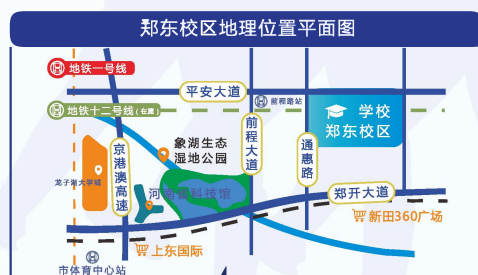 郑东校区地理位置平面图
地铁一号线
地铁十二号线(在建)
平安大道
前程路站
学校
郑东校区
象湖生态
湿地公园
京港澳高速
前程大道
通惠路
龙子湖大学城
河南省科技馆
郑开大道
新田360广场
上东国际
市体育中心站